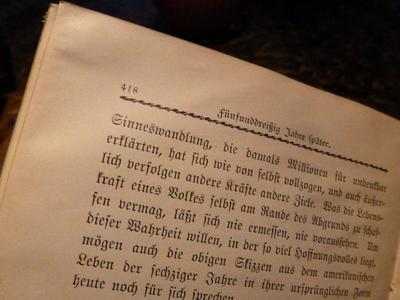 418
Fünfunddreißig Jahre später.
Sinneswandlung, die damals Millionen für undenkbar
erklärten, hat sich wie von selbst vollzogen, und auch äußer-
lich verfolgen andere Kräfte andere Ziele. Was die Lebens-
kraft eines Volkes selbst am Rande des Abgrunds zu schaf-
fen vermag, läßt sich nie ermessen, nie voraussehen. Um
dieser Wahrheit willen, in der so viel Hoffnungsvolles liegt,
mögen auch die obigen Skizzen aus dem amerikanischen
Leben der sechziger Jahre in ihrer ursprünglichen Form
heute noch für sich sprechen